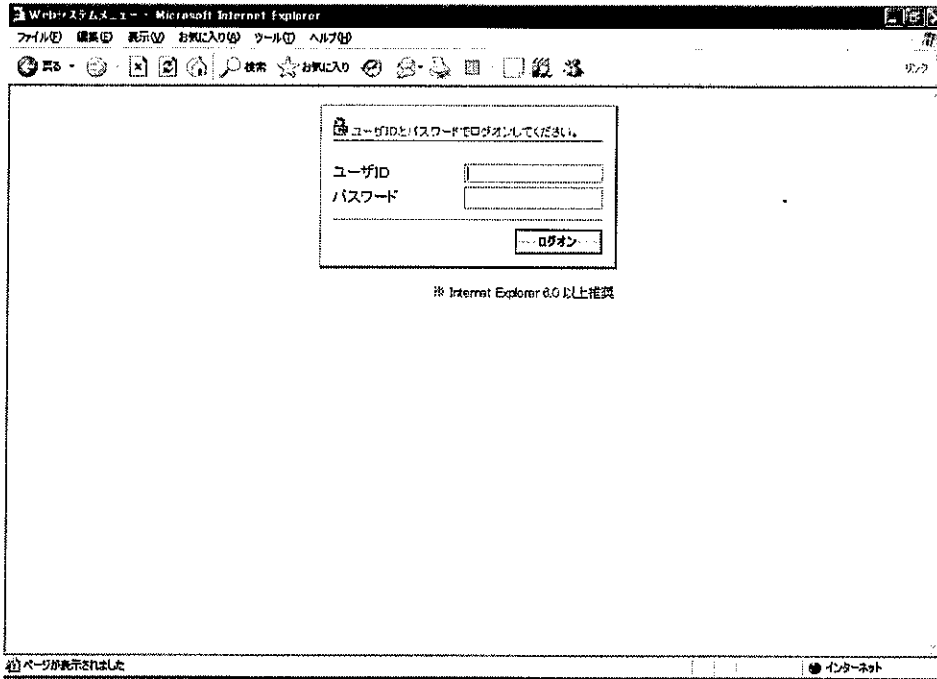 Webシステムメニュー - Microsoft Internet Explorer
ファイル(F) 編集(E) 表示(V) お気に入り(A) ツール(T) ヘルプ(H)
戻る 検索 お気に入り リンク
ユーザIDとパスワードでログオンしてください。
ユーザID
パスワード
ログオン
※ Internet Explorer 6.0 以上推奨
ページが表示されました インターネット